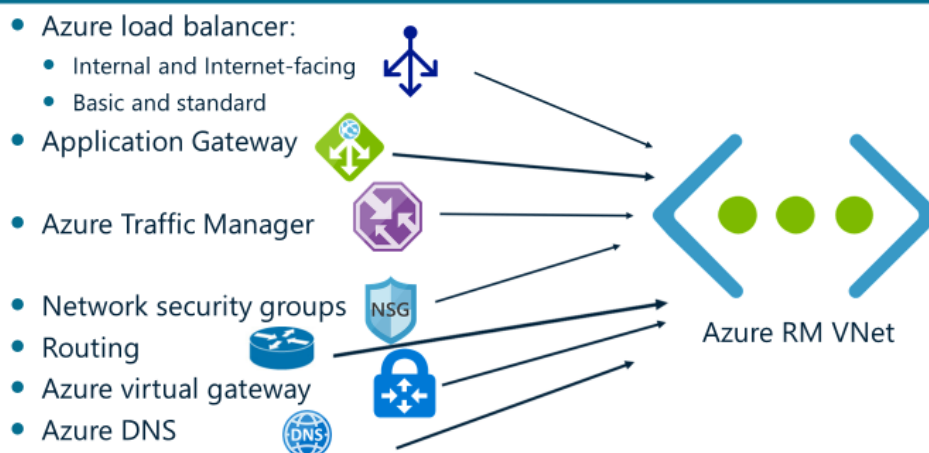 Azure load balancer:
Internal and Internet-facing
Basic and standard
Application Gateway
Azure Traffic Manager
Network security groups
NSG
Routing
Azure virtual gateway
Azure DNS
DNS
Azure RM VNet